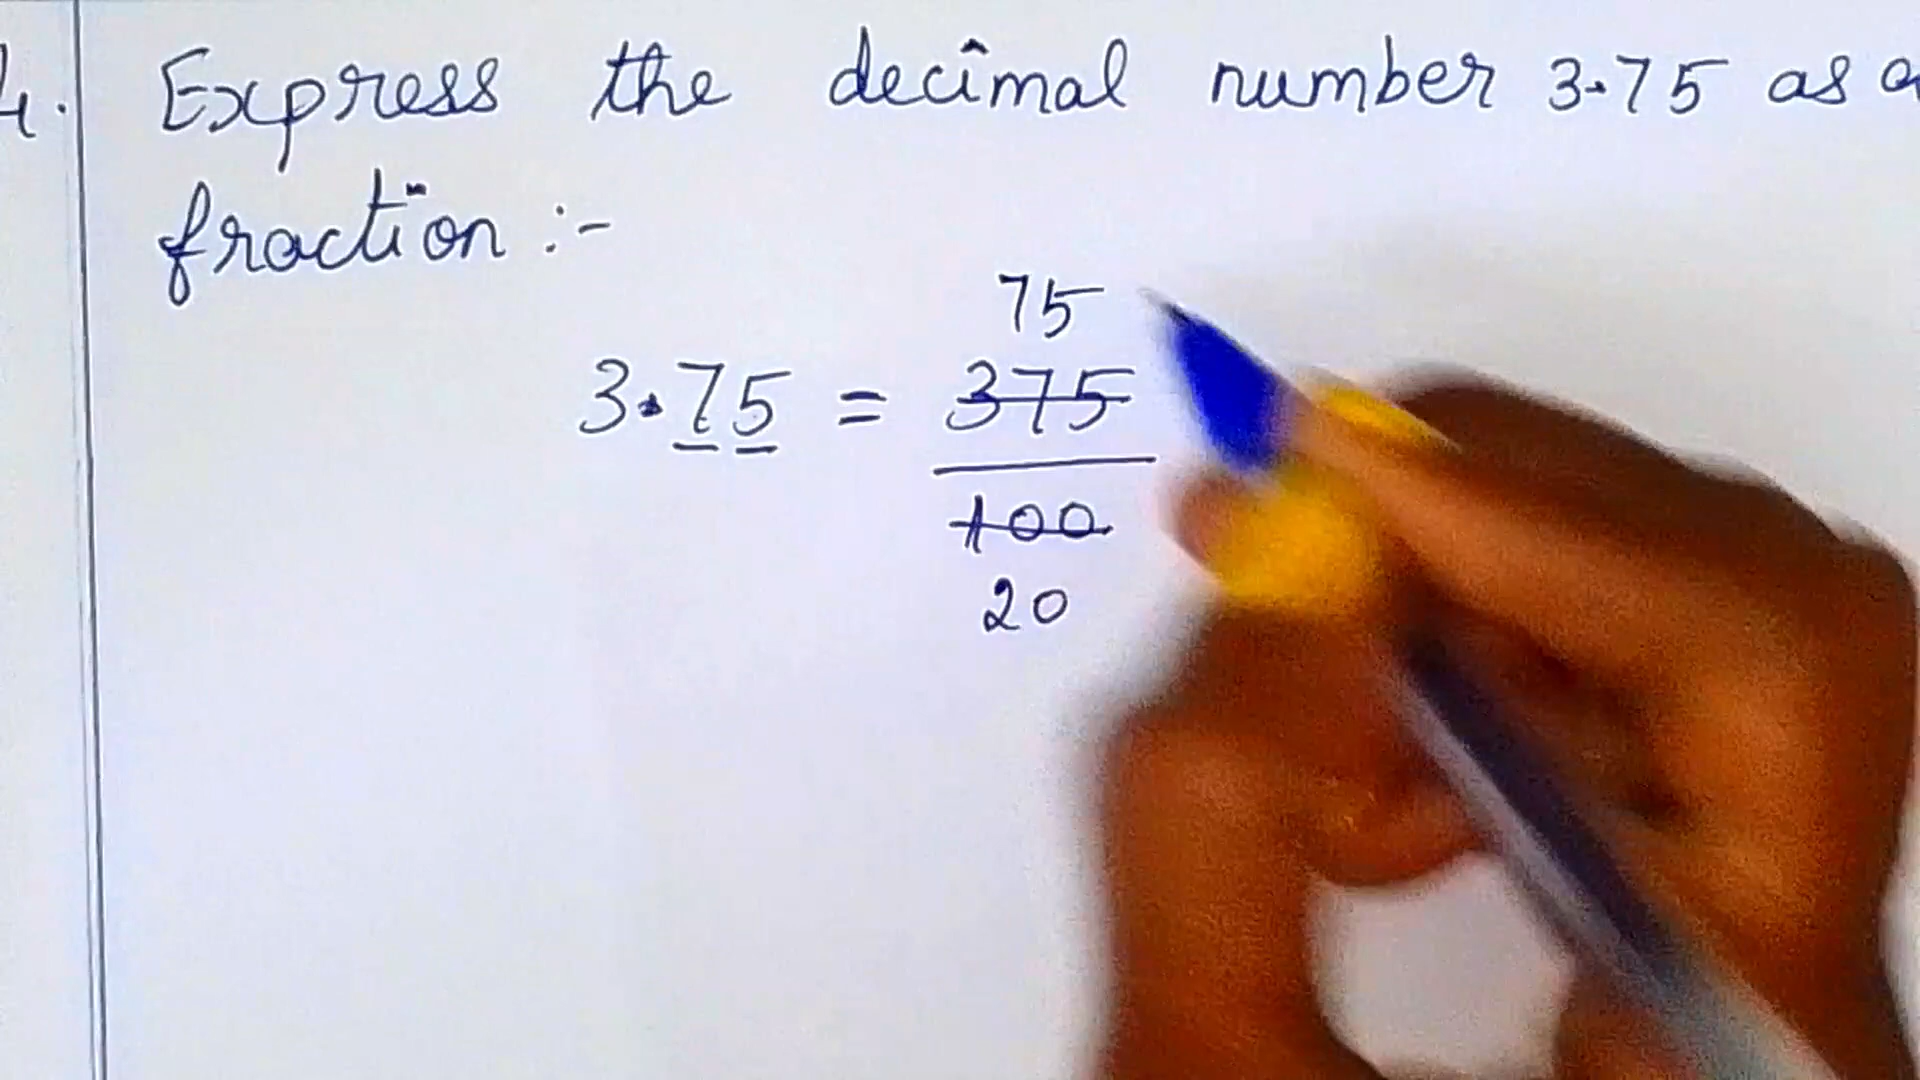 4. Express the decimal number 3.75 as a
fraction :-
75
3.75 = 375
100
20